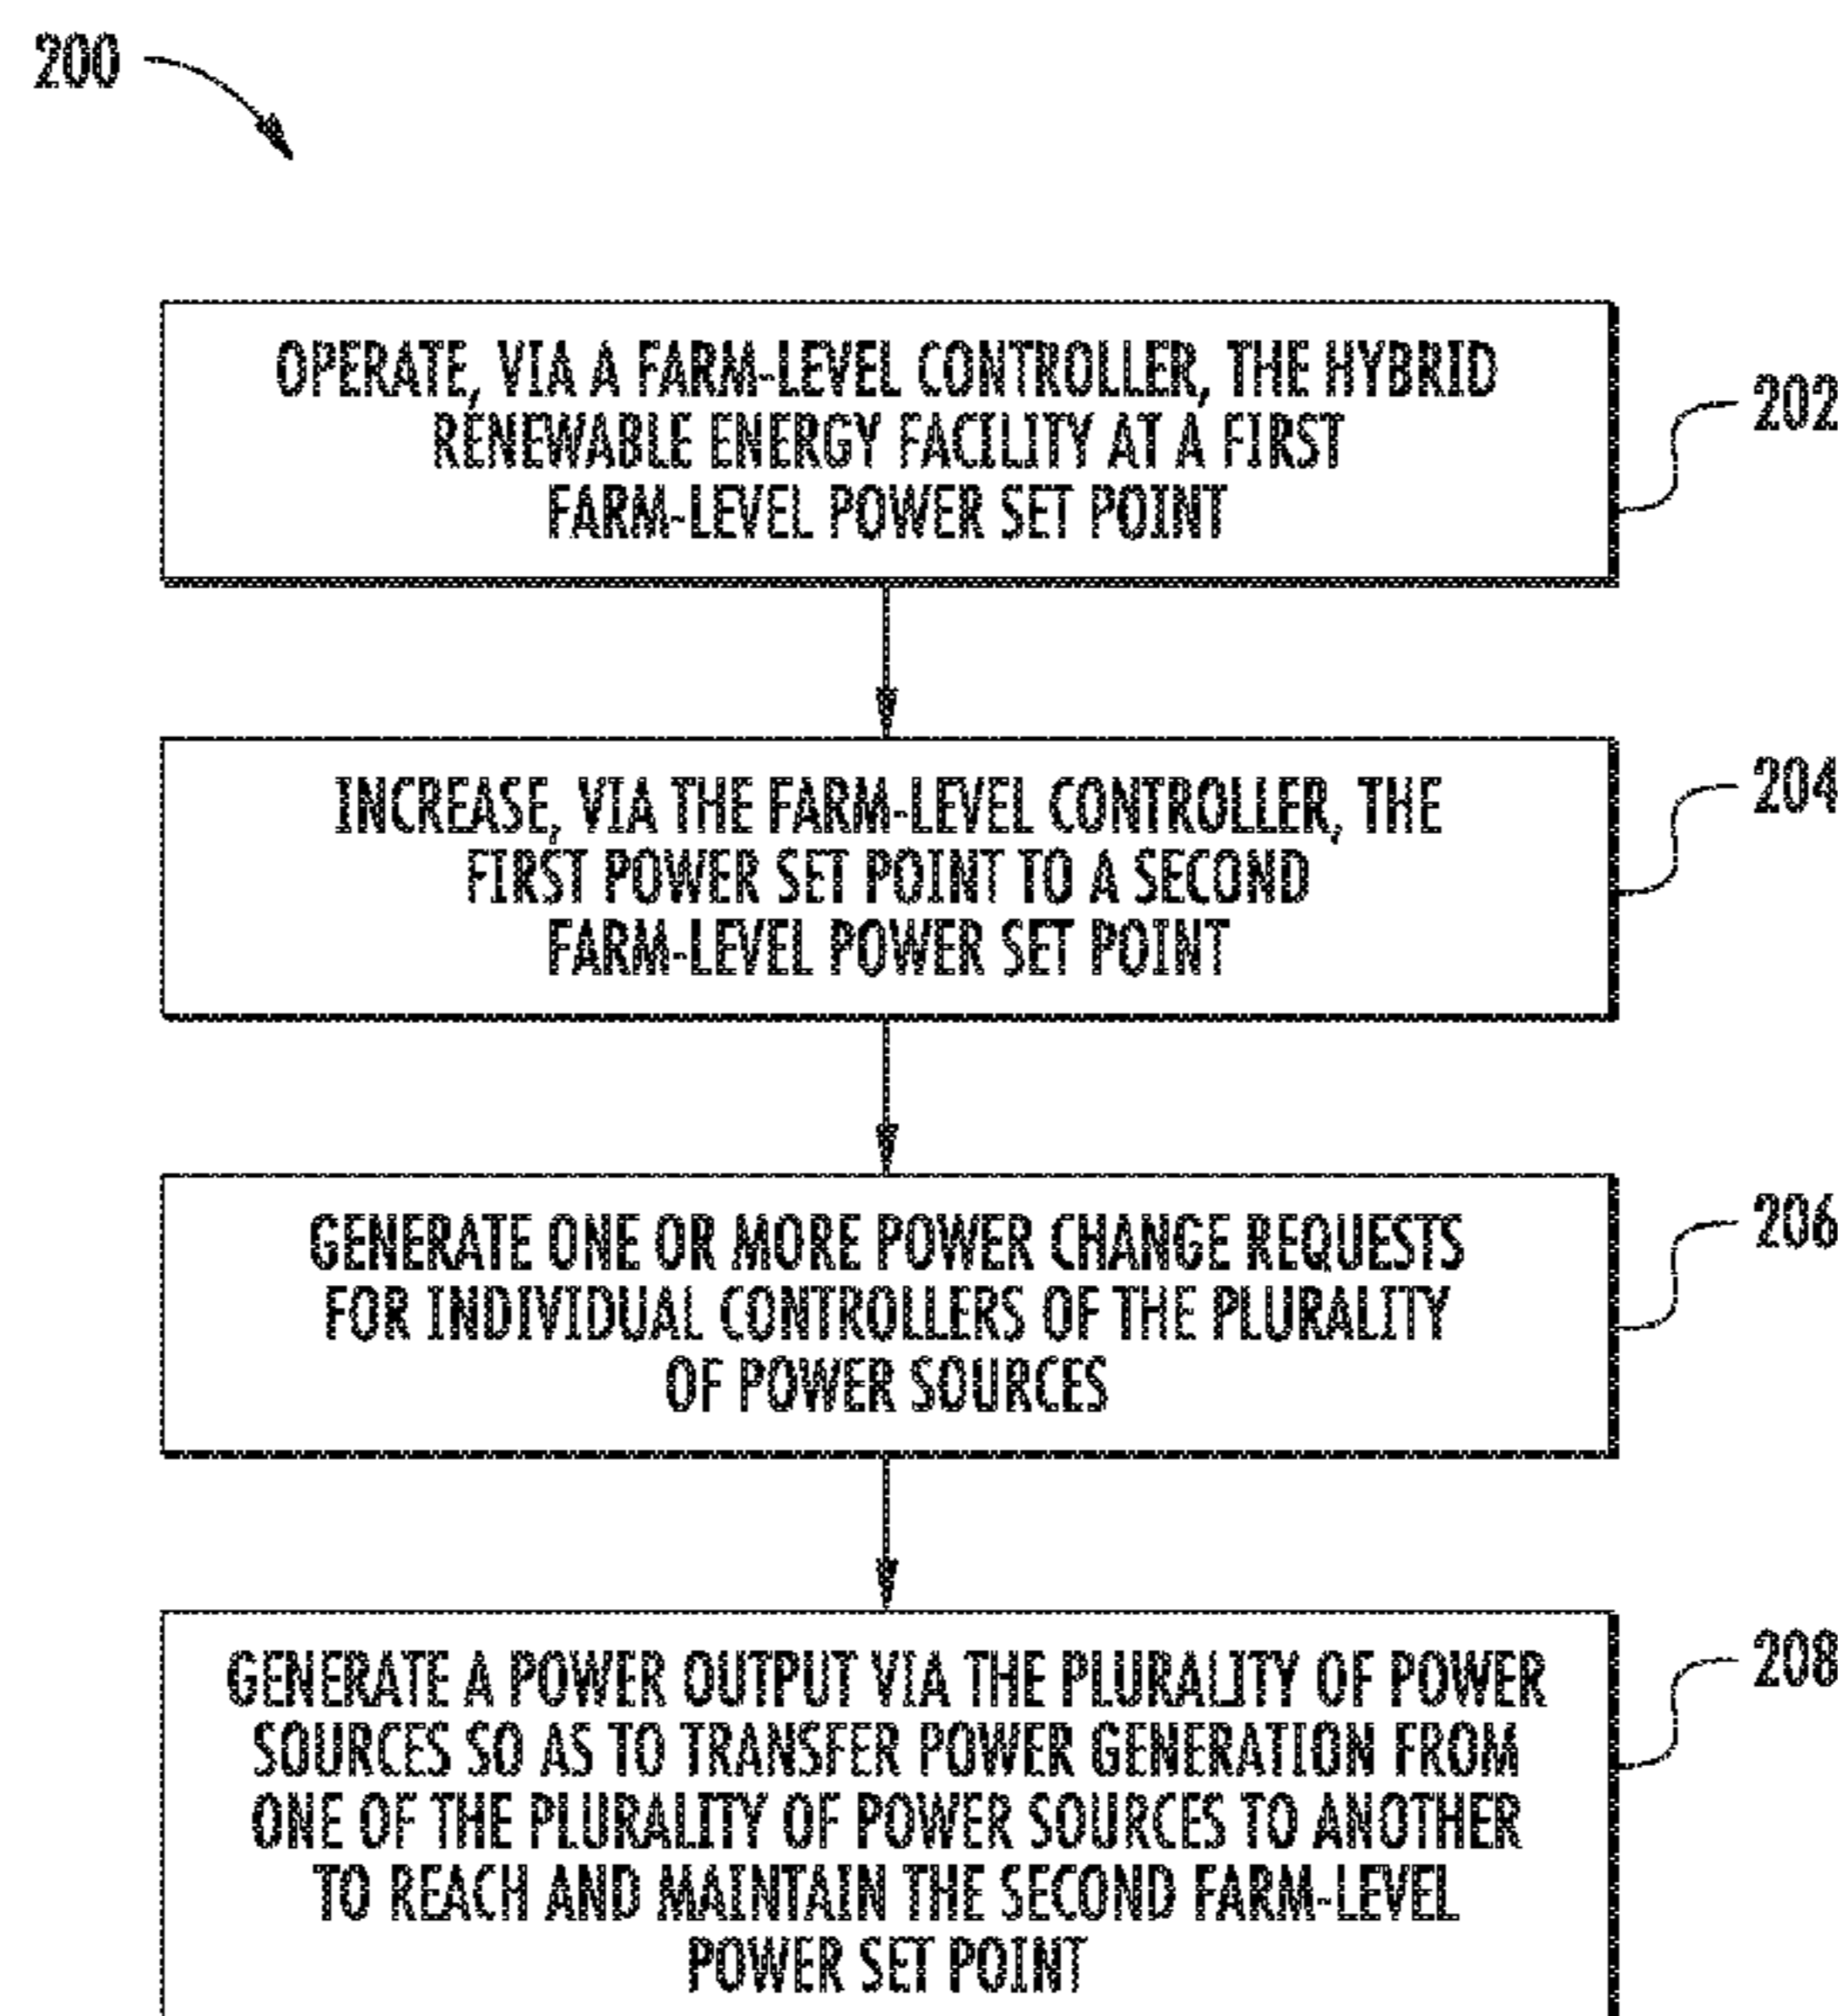 200
OPERATE, VIA A FARM-LEVEL CONTROLLER, THE HYBRID
RENEWABLE ENERGY FACILITY AT A FIRST
FARM-LEVEL POWER SET POINT
202
INCREASE, VIA THE FARM-LEVEL CONTROLLER, THE
FIRST POWER SET POINT TO A SECOND
FARM-LEVEL POWER SET POINT
204
GENERATE ONE OR MORE POWER CHANGE REQUESTS
FOR INDIVIDUAL CONTROLLERS OF THE PLURALITY
OF POWER SOURCES
206
GENERATE A POWER OUTPUT VIA THE PLURALITY OF POWER
SOURCES SO AS TO TRANSFER POWER GENERATION FROM
ONE OF THE PLURALITY OF POWER SOURCES TO ANOTHER
TO REACH AND MAINTAIN THE SECOND FARM-LEVEL
POWER SET POINT
208